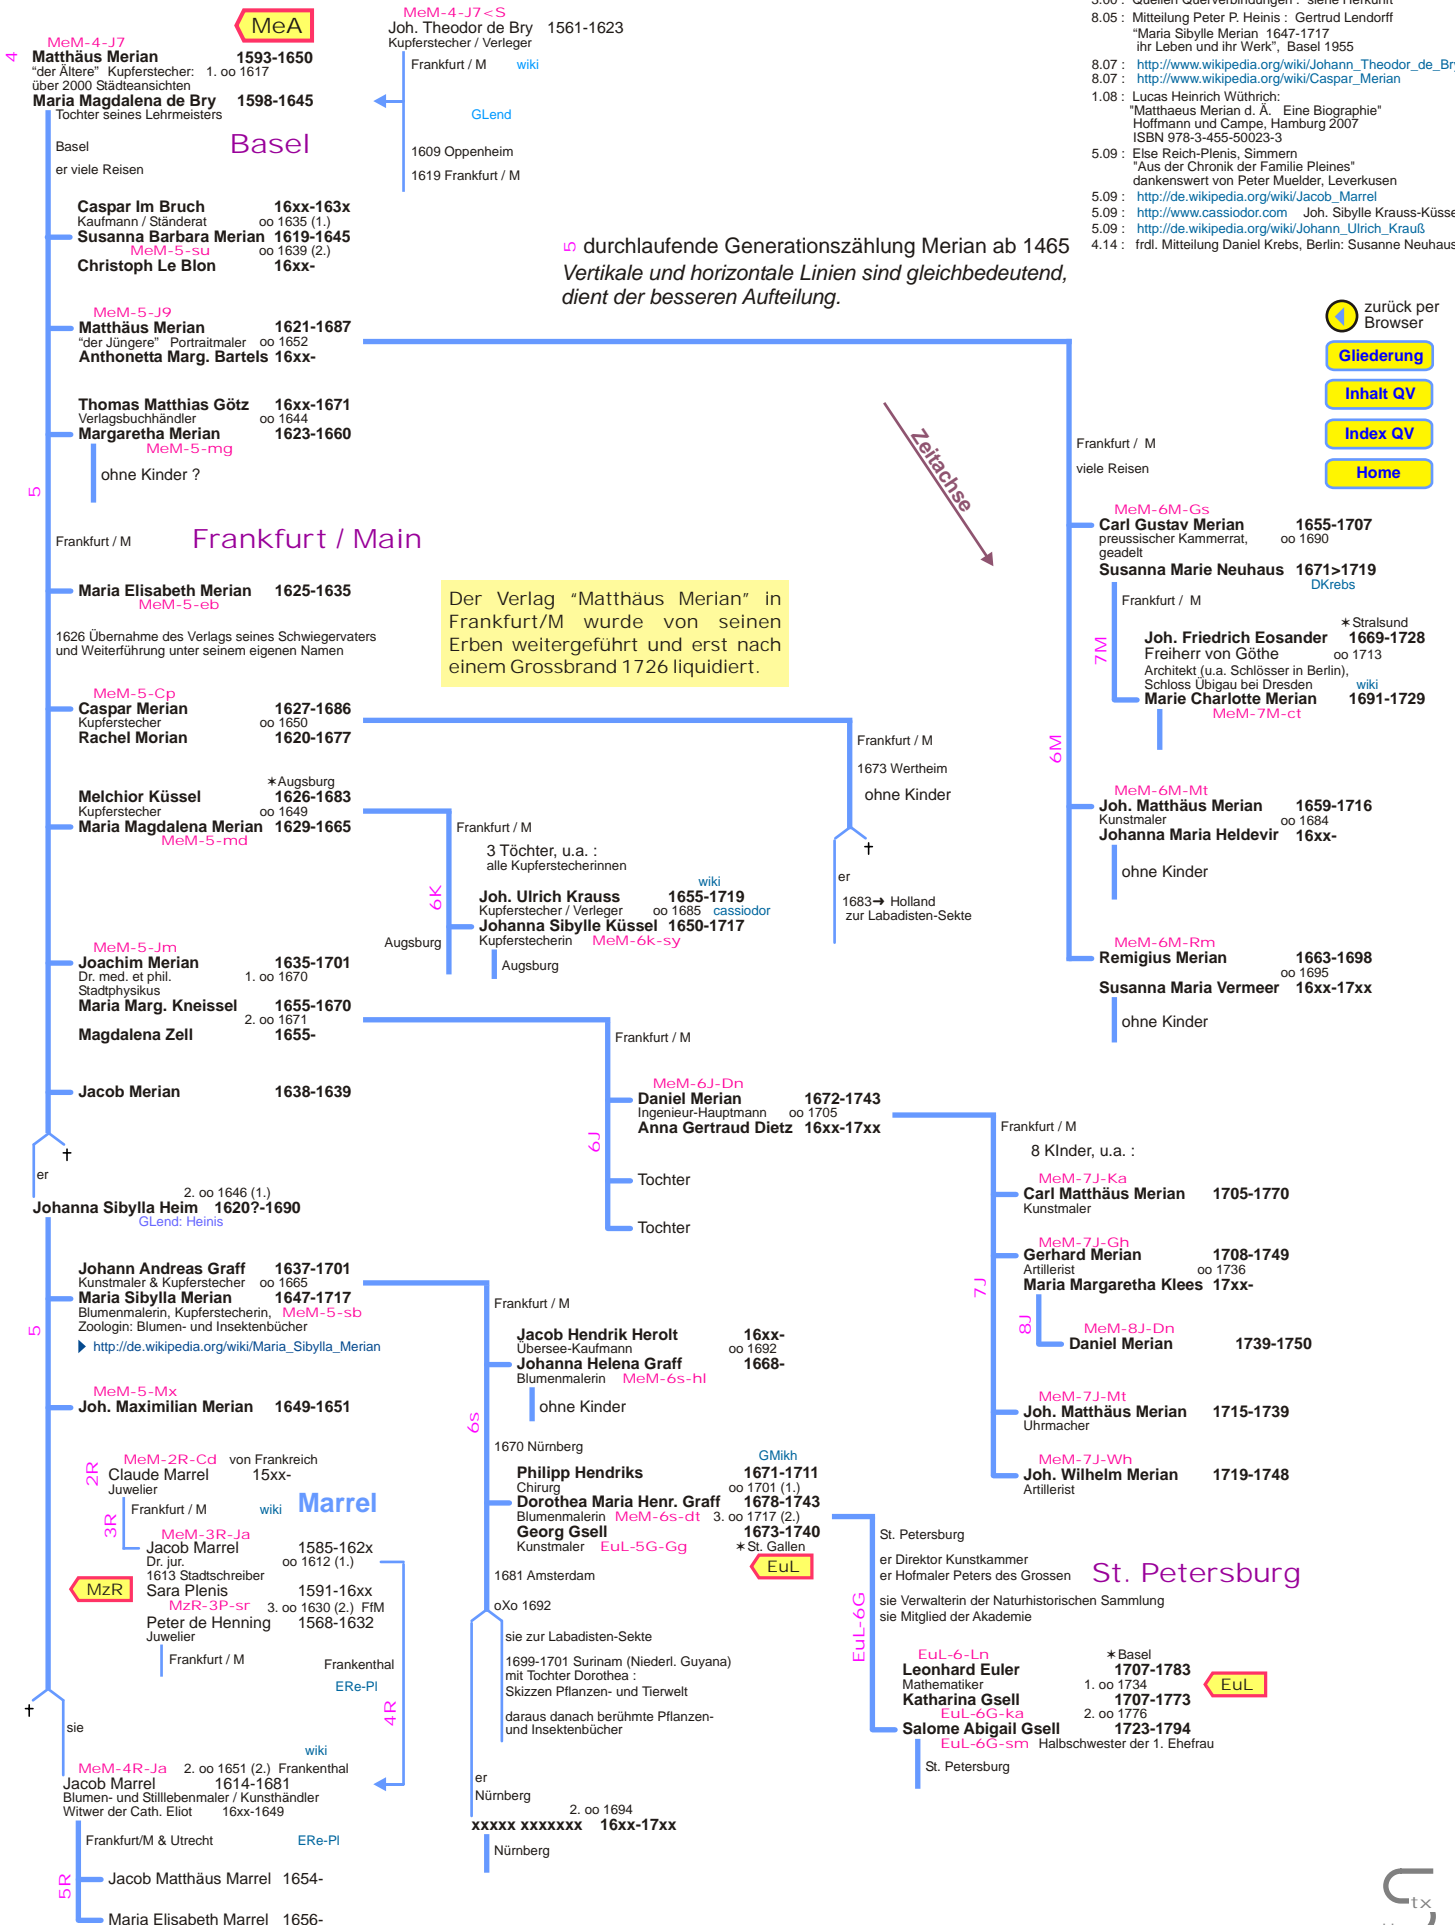 MeA
MeM-4-J7
Matthäus Merian 1593-1650
“der Ältere” Kupferstecher: 1. oo 1617
über 2000 Städteansichten
Maria Magdalena de Bry 1598-1645
Tochter seines Lehrmeisters
4
MeM-4-J7<S
Joh. Theodor de Bry 1561-1623
Kupferstecher / Verleger
Frankfurt / M wiki
GLend
1609 Oppenheim
1619 Frankfurt / M
8.05 : Mitteilung Peter P. Heinis : Gertrud Lendorff
“Maria Sibylle Merian 1647-1717
ihr Leben und ihr Werk”, Basel 1955
8.07 : http://www.wikipedia.org/wiki/Johann_Theodor_de_Br
8.07 : http://www.wikipedia.org/wiki/Caspar_Merian
1.08 : Lucas Heinrich Wüthrich:
"Matthaeus Merian d. Ä. Eine Biographie"
Hoffmann und Campe, Hamburg 2007
ISBN 978-3-455-50023-3
5.09 : Else Reich-Plenis, Simmern
"Aus der Chronik der Familie Pleines"
dankenswert von Peter Muelder, Leverkusen
5.09 : http://de.wikipedia.org/wiki/Jacob_Marrel
5.09 : http://www.cassiodor.com Joh. Sibylle Krauss-Küsse
5.09 : http://de.wikipedia.org/wiki/Johann_Ulrich_Krauß
4.14 : frdl. Mitteilung Daniel Krebs, Berlin: Susanne Neuhaus
Basel
er viele Reisen
Basel
Caspar Im Bruch 16xx-163x
Kaufmann / Ständerat oo 1635 (1.)
Susanna Barbara Merian 1619-1645
MeM-5-su oo 1639 (2.)
Christoph Le Blon 16xx-
5 durchlaufende Generationszählung Merian ab 1465
Vertikale und horizontale Linien sind gleichbedeutend,
dient der besseren Aufteilung.
zurück per
Browser
Gliederung
Inhalt QV
Index QV
Home
MeM-5-J9
Matthäus Merian 1621-1687
“der Jüngere” Portraitmaler oo 1652
Anthonetta Marg. Bartels 16xx-
Thomas Matthias Götz 16xx-1671
Verlagsbuchhändler oo 1644
Margaretha Merian 1623-1660
MeM-5-mg
ohne Kinder ?
5
Zeitachse
Frankfurt / M
viele Reisen
MeM-6M-Gs
Carl Gustav Merian 1655-1707
preussischer Kammerrat, oo 1690
geadelt
Susanna Marie Neuhaus 1671>1719
DKrebs
Frankfurt / M
7M
✶Stralsund
Joh. Friedrich Eosander 1669-1728
Freiherr von Göthe oo 1713
Architekt (u.a. Schlösser in Berlin),
Schloss Übigau bei Dresden wiki
Marie Charlotte Merian 1691-1729
MeM-7M-ct
Frankfurt / M
Frankfurt / Main
Maria Elisabeth Merian 1625-1635
MeM-5-eb
1626 Übernahme des Verlags seines Schwiegervaters
und Weiterführung unter seinem eigenen Namen
Der Verlag “Matthäus Merian” in
Frankfurt/M wurde von seinen
Erben weitergeführt und erst nach
einem Grossbrand 1726 liquidiert.
MeM-5-Cp
Caspar Merian 1627-1686
Kupferstecher oo 1650
Rachel Morian 1620-1677
Frankfurt / M
1673 Wertheim
ohne Kinder
†
er
1683➔ Holland
zur Labadisten-Sekte
6M
MeM-6M-Mt
Joh. Matthäus Merian 1659-1716
Kunstmaler oo 1684
Johanna Maria Heldevir 16xx-
ohne Kinder
MeM-6M-Rm
Remigius Merian 1663-1698
oo 1695
Susanna Maria Vermeer 16xx-17xx
ohne Kinder
✶Augsburg
Melchior Küssel 1626-1683
Kupferstecher oo 1649
Maria Magdalena Merian 1629-1665
MeM-5-md
Frankfurt / M
3 Töchter, u.a. :
alle Kupferstecherinnen
6K
wiki
Joh. Ulrich Krauss 1655-1719
Kupferstecher / Verleger oo 1685 cassiodor
Johanna Sibylle Küssel 1650-1717
Kupferstecherin MeM-6k-sy
Augsburg
Augsburg
MeM-5-Jm
Joachim Merian 1635-1701
Dr. med. et phil. 1. oo 1670
Stadtphysikus
Maria Marg. Kneissel 1655-1670
2. oo 1671
Magdalena Zell 1655-
Frankfurt / M
6J
MeM-6J-Dn
Daniel Merian 1672-1743
Ingenieur-Hauptmann oo 1705
Anna Gertraud Dietz 16xx-17xx
Tochter
Tochter
Jacob Merian 1638-1639
†
er
2. oo 1646 (1.)
Johanna Sibylla Heim 1620?-1690
GLend: Heinis
Frankfurt / M
8 KInder, u.a. :
MeM-7J-Ka
Carl Matthäus Merian 1705-1770
Kunstmaler
MeM-7J-Gh
Gerhard Merian 1708-1749
Artillerist oo 1736
Maria Margaretha Klees 17xx-
7J
8J
MeM-8J-Dn
Daniel Merian 1739-1750
MeM-7J-Mt
Joh. Matthäus Merian 1715-1739
Uhrmacher
MeM-7J-Wh
Joh. Wilhelm Merian 1719-1748
Artillerist
Johann Andreas Graff 1637-1701
Kunstmaler & Kupferstecher oo 1665
Maria Sibylla Merian 1647-1717
Blumenmalerin, Kupferstecherin, MeM-5-sb
Zoologin: Blumen- und Insektenbücher
http://de.wikipedia.org/wiki/Maria_Sibylla_Merian
5
MeM-5-Mx
Joh. Maximilian Merian 1649-1651
Frankfurt / M
Jacob Hendrik Herolt 16xx-
Übersee-Kaufmann oo 1692
Johanna Helena Graff 1668-
Blumenmalerin MeM-6s-hl
ohne Kinder
6s
1670 Nürnberg
GMikh
Philipp Hendriks 1671-1711
Chirurg oo 1701 (1.)
Dorothea Maria Henr. Graff 1678-1743
Blumenmalerin MeM-6s-dt 3. oo 1717 (2.)
Georg Gsell 1673-1740
Kunstmaler EuL-5G-Gg ✶St. Gallen
EuL
1681 Amsterdam
oXo 1692
sie zur Labadisten-Sekte
1699-1701 Surinam (Niederl. Guyana)
mit Tochter Dorothea :
Skizzen Pflanzen- und Tierwelt
daraus danach berühmte Pflanzen-
und Insektenbücher
er
Nürnberg
2. oo 1694
xxxxx xxxxxxx 16xx-17xx
Nürnberg
St. Petersburg
er Direktor Kunstkammer
er Hofmaler Peters des Grossen
St. Petersburg
sie Verwalterin der Naturhistorischen Sammlung
sie Mitglied der Akademie
EuL-6G
EuL-6-Ln ✶Basel
Leonhard Euler 1707-1783
Mathematiker 1. oo 1734
Katharina Gsell 1707-1773
EuL-6G-ka 2. oo 1776
Salome Abigail Gsell 1723-1794
EuL-6G-sm Halbschwester der 1. Ehefrau
EuL
St. Petersburg
2R
MeM-2R-Cd von Frankreich
Claude Marrel 15xx-
Juwelier
Frankfurt / M wiki
Marrel
3R
MeM-3R-Ja
Jacob Marrel 1585-162x
Dr. jur. oo 1612 (1.)
1613 Stadtschreiber
MzR
Sara Plenis 1591-16xx
MzR-3P-sr 3. oo 1630 (2.) FfM
Peter de Henning 1568-1632
Juwelier
Frankfurt / M
Frankenthal
ERe-Pl
4R
†
sie
wiki
MeM-4R-Ja 2. oo 1651 (2.) Frankenthal
Jacob Marrel 1614-1681
Blumen- und Stilllebenmaler / Kunsthändler
Witwer der Cath. Eliot 16xx-1649
Frankfurt/M & Utrecht ERe-Pl
5R
Jacob Matthäus Marrel 1654-
Maria Elisabeth Marrel 1656-
tx